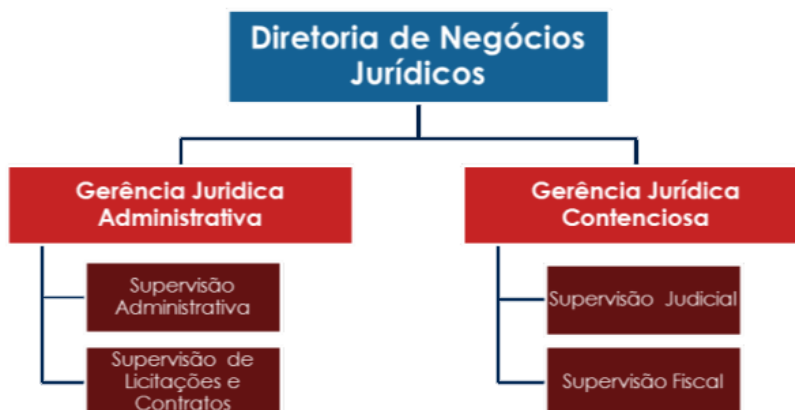 Diretoria de Negócios
Jurídicos
Gerência Juridica
Administrativa
Gerência Jurídica
Contenciosa
Supervisão
Administrativa
Supervisão de
Licitações e
Contratos
Supervisão Judicial
Supervisão Fiscal